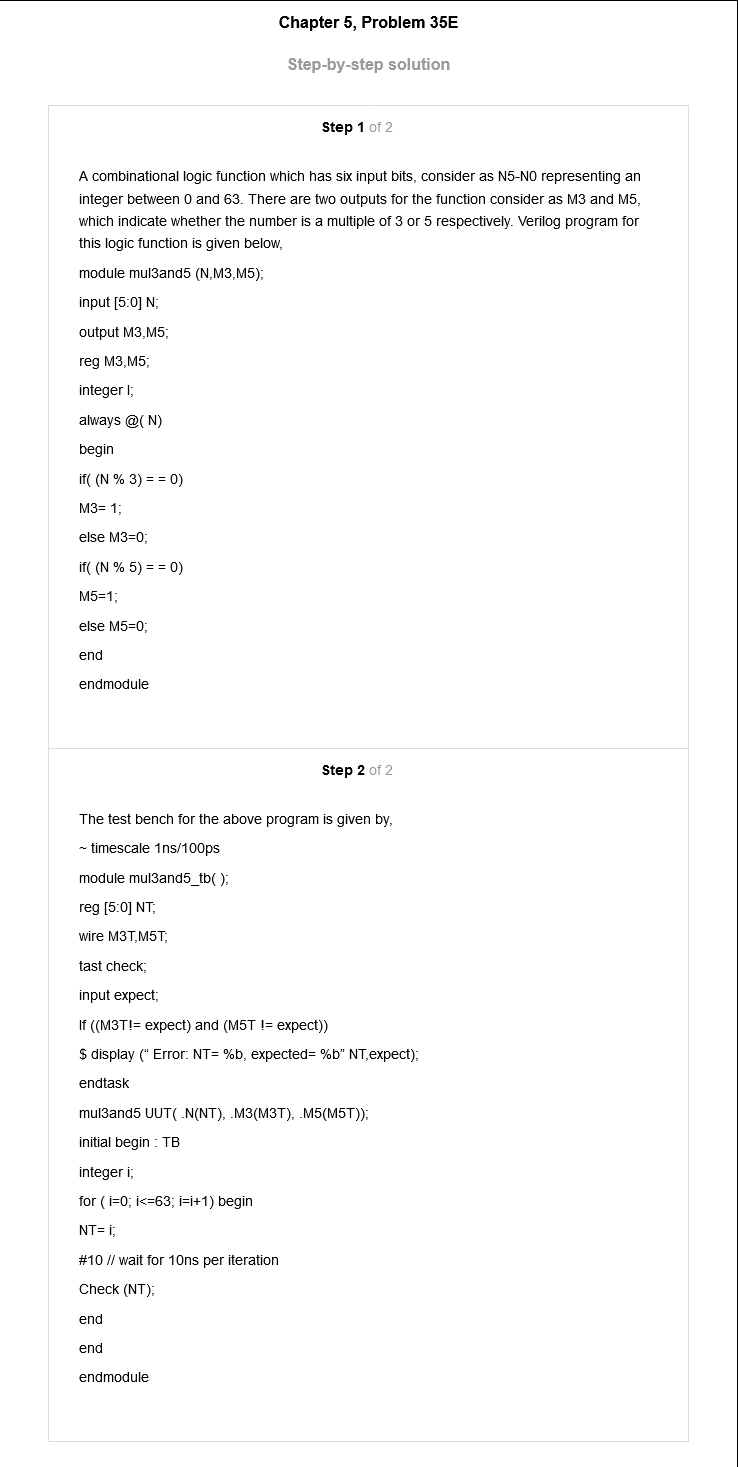 Chapter 5, Problem 35E
Step-by-step solution
Step 1 of 2
A combinational logic function which has six input bits, consider as N5-N0 representing an
integer between 0 and 63. There are two outputs for the function consider as M3 and M5,
which indicate whether the number is a multiple of 3 or 5 respectively. Verilog program for
this logic function is given below,
module mul3and5 (N,M3,M5);
input [5:0] N;
output M3,M5;
reg M3,M5;
integer I;
always @( N)
begin
if( (N % 3) = = 0)
M3= 1;
else M3=0;
if( (N % 5) = = 0)
M5=1;
else M5=0;
end
endmodule
Step 2 of 2
The test bench for the above program is given by,
~ timescale 1ns/100ps
module mul3and5_tb( );
reg [5:0] NT;
wire M3T,M5T;
tast check;
input expect;
If ((M3T!= expect) and (M5T != expect))
$ display (“ Error: NT= %b, expected= %b” NT,expect);
endtask
mul3and5 UUT( .N(NT), .M3(M3T), .M5(M5T));
initial begin : TB
integer i;
for ( i=0; i<=63; i=i+1) begin
NT= i;
#10 // wait for 10ns per iteration
Check (NT);
end
end
endmodule